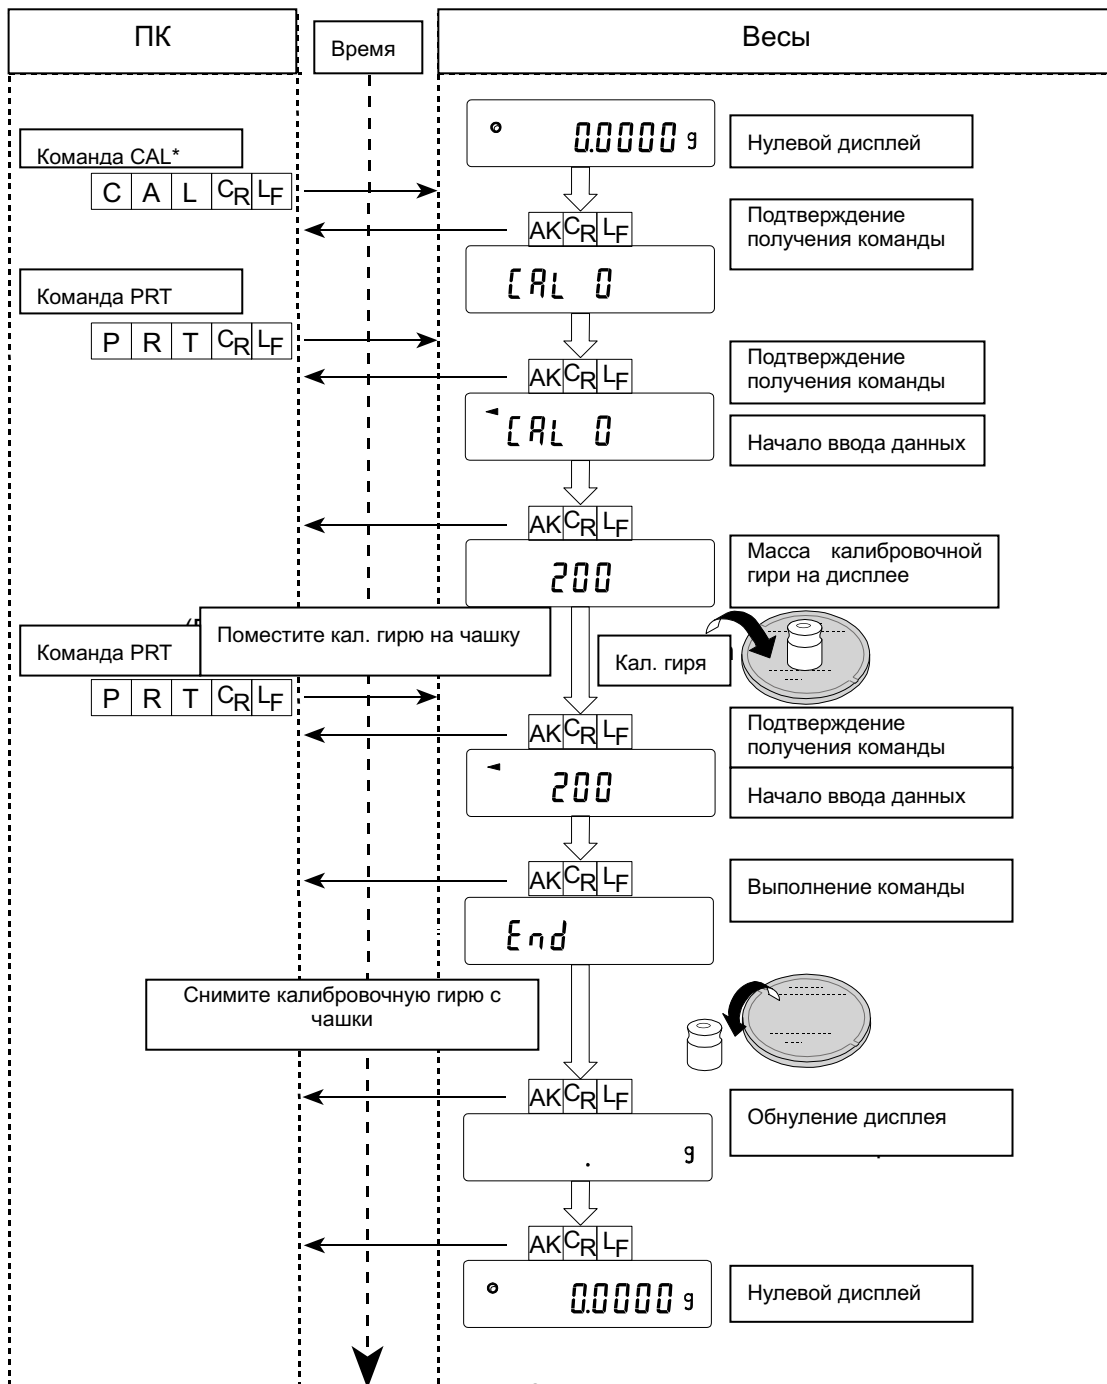 ПК
Время
Весы
0.0000 g
Нулевой дисплей
Команда CAL*
C A L CR LF
AK CR LF
Подтверждение
получения команды
CAL 0
Команда PRT
P R T CR LF
AK CR LF
Подтверждение
получения команды
CAL 0
Начало ввода данных
AK CR LF
200
Масса калибровочной
гири на дисплее
Поместите кал. гирю на чашку
Команда PRT
Кал. гиря
P R T CR LF
AK CR LF
Подтверждение
получения команды
200
Начало ввода данных
AK CR LF
Выполнение команды
End
Снимите калибровочную гирю с
чашки
AK CR LF
Обнуление дисплея
. g
AK CR LF
0.0000 g
Нулевой дисплей